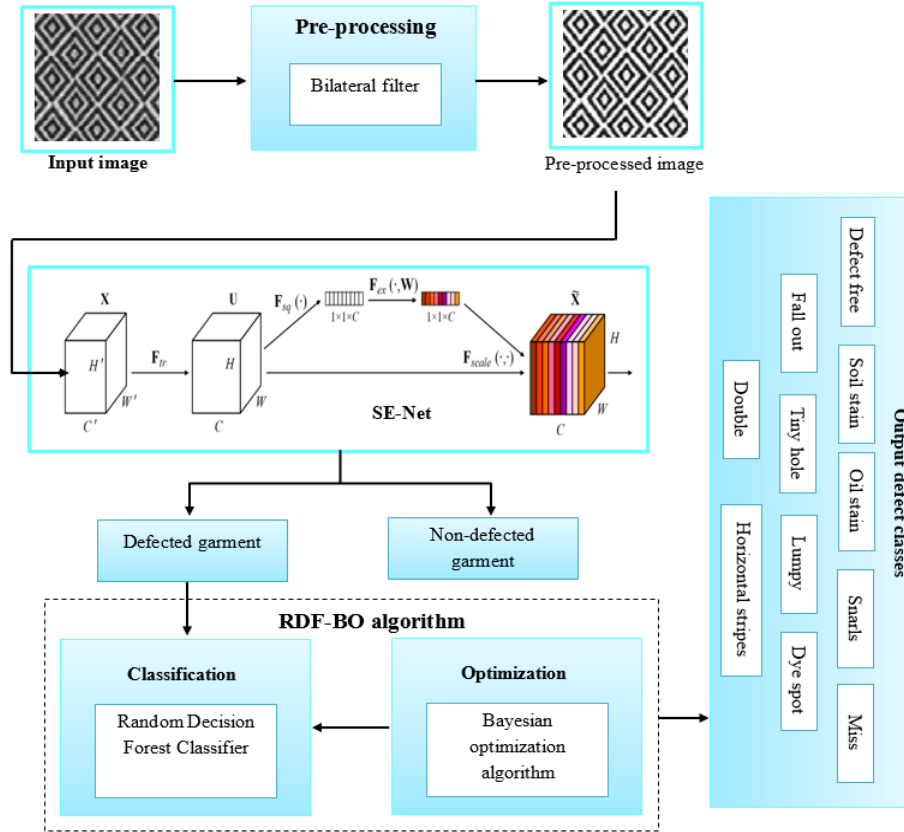 Pre-processing
Bilateral filter
Input image
Pre-processed image
X
U
F_sq (·)
F_ex (·,W)
1×1×C
1×1×C
X̃
H'
F_tr
W'
C'
H
W
C
F_scale (·,·)
H
W
C
SE-Net
Defected garment
Non-defected
garment
RDF-BO algorithm
Classification
Random Decision
Forest Classifier
Optimization
Bayesian
optimization
algorithm
Output defect classes
Defect free
Soil stain
Oil stain
Snarls
Miss
Fall out
Tiny hole
Lumpy
Dye spot
Double
Horizontal stripes